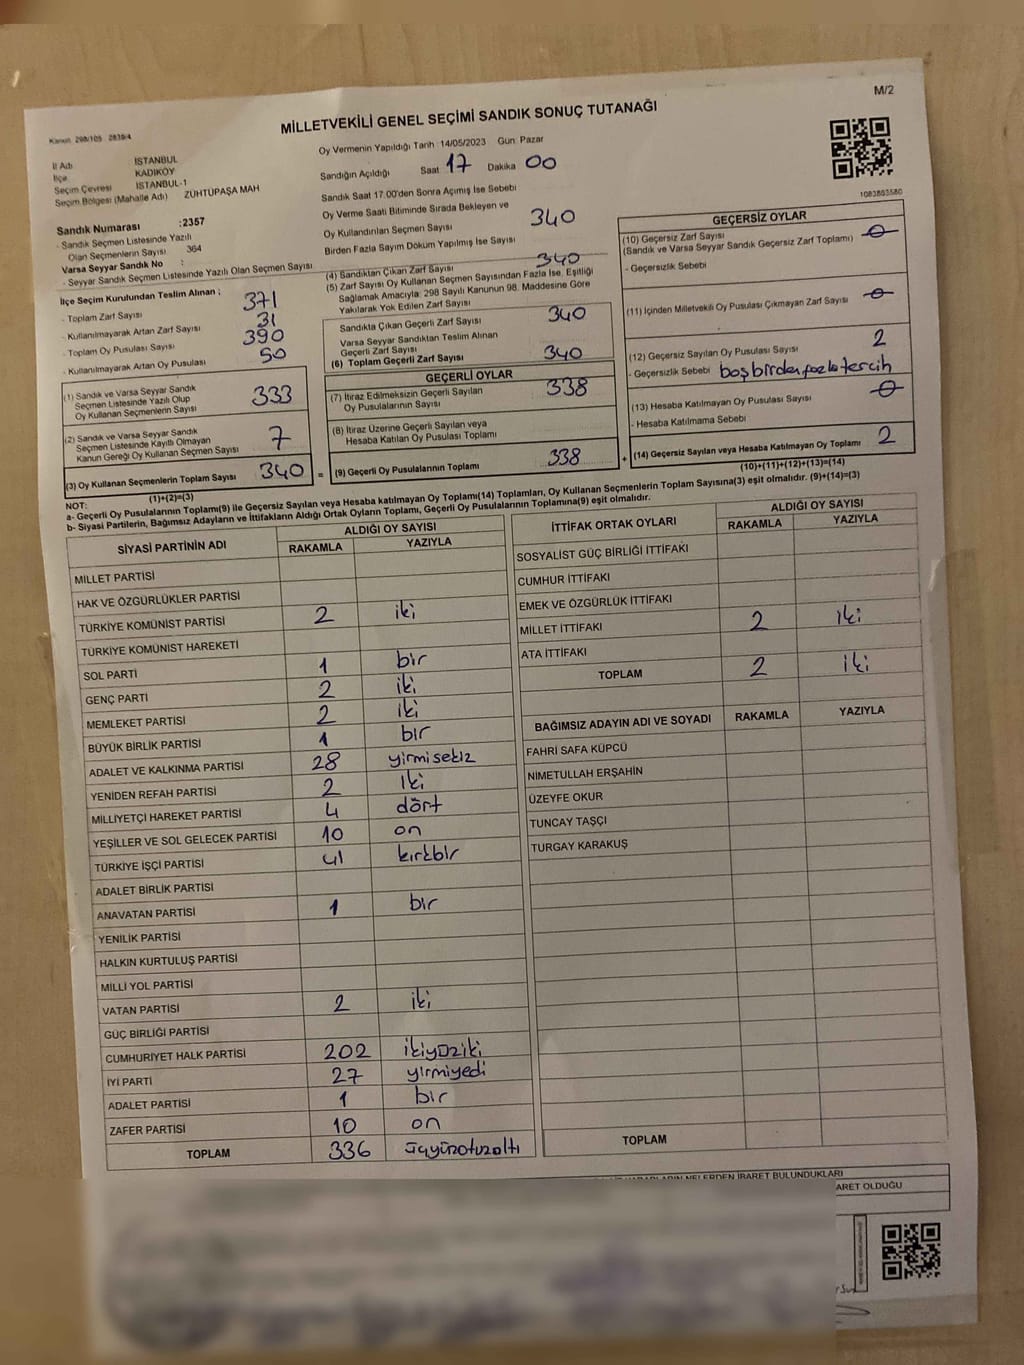 M/2
Kanun 298/105 2839/4
MİLLETVEKİLİ GENEL SEÇİMİ SANDIK SONUÇ TUTANAĞI
İl Adı : İSTANBUL
İlçe : KADIKÖY
Seçim Çevresi : İSTANBUL-1
Seçim Bölgesi (Mahalle Adı) ZÜHTÜPAŞA MAH
Sandık Numarası :2357
- Sandık Seçmen Listesinde Yazılı
Olan Seçmenlerin Sayısı 364
Varsa Seyyar Sandık No :
- Seyyar Sandık Seçmen Listesinde Yazılı Olan Seçmen Sayısı
İlçe Seçim Kurulundan Teslim Alınan ;
- Toplam Zarf Sayısı 371
- Kullanılmayarak Artan Zarf Sayısı 31
- Toplam Oy Pusulası Sayısı 390
- Kullanılmayarak Artan Oy Pusulası 50
(1) Sandık ve Varsa Seyyar Sandık
Seçmen Listesinde Yazılı Olup
Oy Kullanan Seçmenlerin Sayısı 333
(2) Sandık ve Varsa Seyyar Sandık
Seçmen Listesinde Kayıtlı Olmayan
Kanun Gereği Oy Kullanan Seçmen Sayısı 7
(3) Oy Kullanan Seçmenlerin Toplam Sayısı 340 =
(1)+(2)=(3)
Oy Vermenin Yapıldığı Tarih : 14/05/2023 Gün: Pazar
Sandığın Açıldığı Saat 17 Dakika 00
Sandık Saat 17.00'den Sonra Açılmış İse Sebebi
Oy Verme Saati Bitiminde Sırada Bekleyen ve
Oy Kullandırılan Seçmen Sayısı 340
Birden Fazla Sayım Döküm Yapılmış İse Sayısı
(4) Sandıktan Çıkan Zarf Sayısı 340
(5) Zarf Sayısı Oy Kullanan Seçmen Sayısından Fazla İse, Eşitliği
Sağlamak Amacıyla; 298 Sayılı Kanunun 98. Maddesine Göre
Yakılarak Yok Edilen Zarf Sayısı
Sandıkta Çıkan Geçerli Zarf Sayısı 340
Varsa Seyyar Sandıktan Teslim Alınan
Geçerli Zarf Sayısı
(6) Toplam Geçerli Zarf Sayısı 340
GEÇERLİ OYLAR
(7) İtiraz Edilmeksizin Geçerli Sayılan
Oy Pusulalarının Sayısı 338
(8) İtiraz Üzerine Geçerli Sayılan veya
Hesaba Katılan Oy Pusulası Toplamı
(9) Geçerli Oy Pusulalarının Toplamı 338 +
1083803580
GEÇERSİZ OYLAR
(10) Geçersiz Zarf Sayısı
(Sandık ve Varsa Seyyar Sandık Geçersiz Zarf Toplamı) 0
- Geçersizlik Sebebi
(11) İçinden Milletvekili Oy Pusulası Çıkmayan Zarf Sayısı 0
(12) Geçersiz Sayılan Oy Pusulası Sayısı 2
- Geçersizlik Sebebi boş birden fazla tercih
(13) Hesaba Katılmayan Oy Pusulası Sayısı 0
- Hesaba Katılmama Sebebi
(14) Geçersiz Sayılan veya Hesaba Katılmayan Oy Toplamı 2
(10)+(11)+(12)+(13)=(14)
NOT:
a- Geçerli Oy Pusulalarının Toplamı(9) ile Geçersiz Sayılan veya Hesaba katılmayan Oy Toplamı(14) Toplamları, Oy Kullanan Seçmenlerin Toplam Sayısına(3) eşit olmalıdır. (9)+(14)=(3)
b- Siyasi Partilerin, Bağımsız Adayların ve İttifakların Aldığı Ortak Oyların Toplamı, Geçerli Oy Pusulalarının Toplamına(9) eşit olmalıdır.
SİYASİ PARTİNİN ADI ALDIĞI OY SAYISI
RAKAMLA YAZIYLA
MİLLET PARTİSİ
HAK VE ÖZGÜRLÜKLER PARTİSİ
TÜRKİYE KOMÜNİST PARTİSİ 2 iki
TÜRKİYE KOMÜNİST HAREKETİ
SOL PARTİ 1 bir
GENÇ PARTİ 2 iki
MEMLEKET PARTİSİ 2 iki
BÜYÜK BİRLİK PARTİSİ 1 bir
ADALET VE KALKINMA PARTİSİ 28 yirmisekiz
YENİDEN REFAH PARTİSİ 2 iki
MİLLİYETÇİ HAREKET PARTİSİ 4 dört
YEŞİLLER VE SOL GELECEK PARTİSİ 10 on
TÜRKİYE İŞÇİ PARTİSİ 41 kırkbir
ADALET BİRLİK PARTİSİ
ANAVATAN PARTİSİ 1 bir
YENİLİK PARTİSİ
HALKIN KURTULUŞ PARTİSİ
MİLLİ YOL PARTİSİ
VATAN PARTİSİ 2 iki
GÜÇ BİRLİĞİ PARTİSİ
CUMHURİYET HALK PARTİSİ 202 ikiyüziki
İYİ PARTİ 27 yirmiyedi
ADALET PARTİSİ 1 bir
ZAFER PARTİSİ 10 on
TOPLAM 336 üçyüzotuzaltı
İTTİFAK ORTAK OYLARI ALDIĞI OY SAYISI
RAKAMLA YAZIYLA
SOSYALİST GÜÇ BİRLİĞİ İTTİFAKI
CUMHUR İTTİFAKI
EMEK VE ÖZGÜRLÜK İTTİFAKI
MİLLET İTTİFAKI 2 iki
ATA İTTİFAKI
TOPLAM 2 iki
BAĞIMSIZ ADAYIN ADI VE SOYADI RAKAMLA YAZIYLA
FAHRİ SAFA KÜPCÜ
NİMETULLAH ERŞAHİN
ÜZEYFE OKUR
TUNCAY TAŞÇI
TURGAY KARAKUŞ
TOPLAM
NELERDEN İBARET BULUNDUKLARI
ARET OLDUĞU